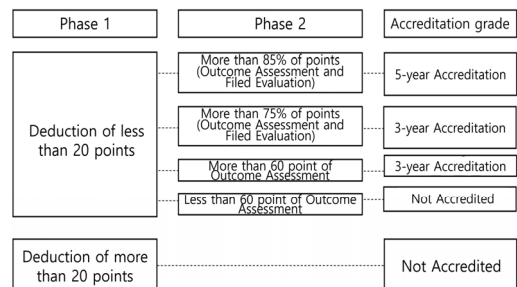 Phase 1
Phase 2
Accreditation grade
Deduction of less
than 20 points
More than 85% of points
(Outcome Assessment and
Filed Evaluation)
5-year Accreditation
More than 75% of points
(Outcome Assessment and
Filed Evaluation)
3-year Accreditation
More than 60 point of
Outcome Assessment
3-year Accreditation
Less than 60 point of Outcome
Assessment
Not Accredited
Deduction of more
than 20 points
Not Accredited